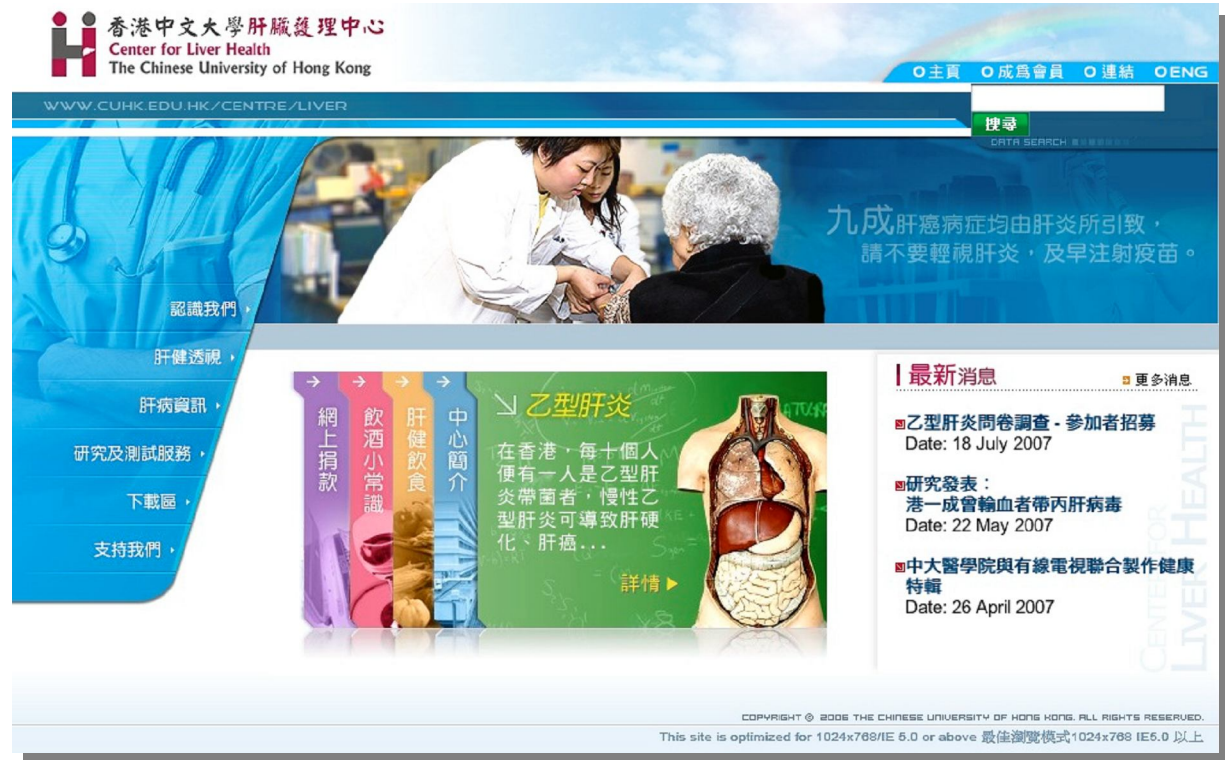 香港中文大學肝臟護理中心
Center for Liver Health
The Chinese University of Hong Kong
主頁 成爲會員 連結 ENG
WWW.CUHK.EDU.HK/CENTRE/LIVER
搜尋
DATA SEARCH
九成肝癌病症均由肝炎所引致，
請不要輕視肝炎，及早注射疫苗。
認識我們
肝健透視
肝病資訊
研究及測試服務
下載區
支持我們
網上捐款
飲酒小常識
肝健飲食
中心簡介
乙型肝炎
在香港，每十個人
便有一人是乙型肝
炎帶菌者，慢性乙
型肝炎可導致肝硬
化、肝癌...
詳情
最新消息
更多消息
乙型肝炎問卷調查 - 參加者招募
Date: 18 July 2007
研究發表：
港一成曾輸血者帶丙肝病毒
Date: 22 May 2007
中大醫學院與有線電視聯合製作健康
特輯
Date: 26 April 2007
CENTER FOR
LIVER HEALTH
COPYRIGHT © 2006 THE CHINESE UNIVERSITY OF HONG KONG. ALL RIGHTS RESERVED.
This site is optimized for 1024x768/IE 5.0 or above 最佳瀏覽模式1024x768 IE5.0 以上